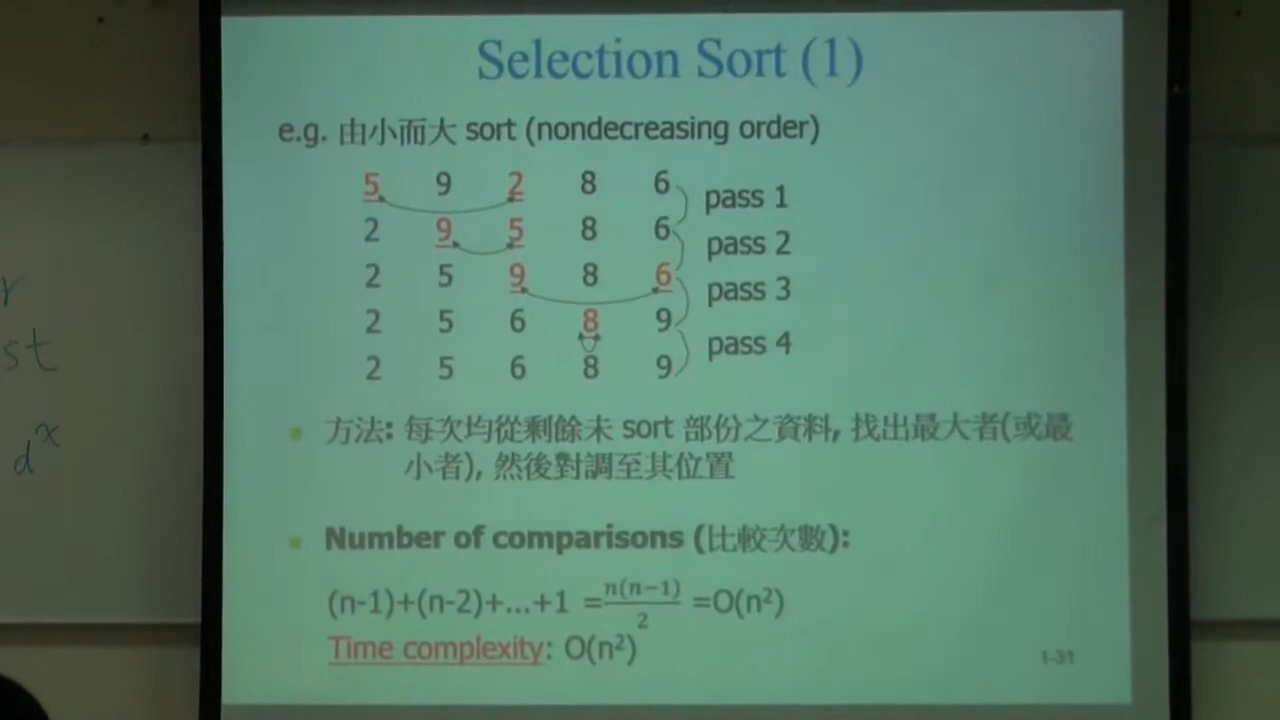 Selection Sort (1)
e.g. 由小而大 sort (nondecreasing order)
5 9 2 8 6
pass 1
2 9 5 8 6
pass 2
2 5 9 8 6
pass 3
2 5 6 8 9
pass 4
2 5 6 8 9
方法: 每次均從剩餘未 sort 部份之資料, 找出最大者(或最
小者), 然後對調至其位置
Number of comparisons (比較次數):
(n-1)+(n-2)+...+1 =n(n−1)/2 =O(n²)
Time complexity: O(n²)
1-31
r
st
d^x